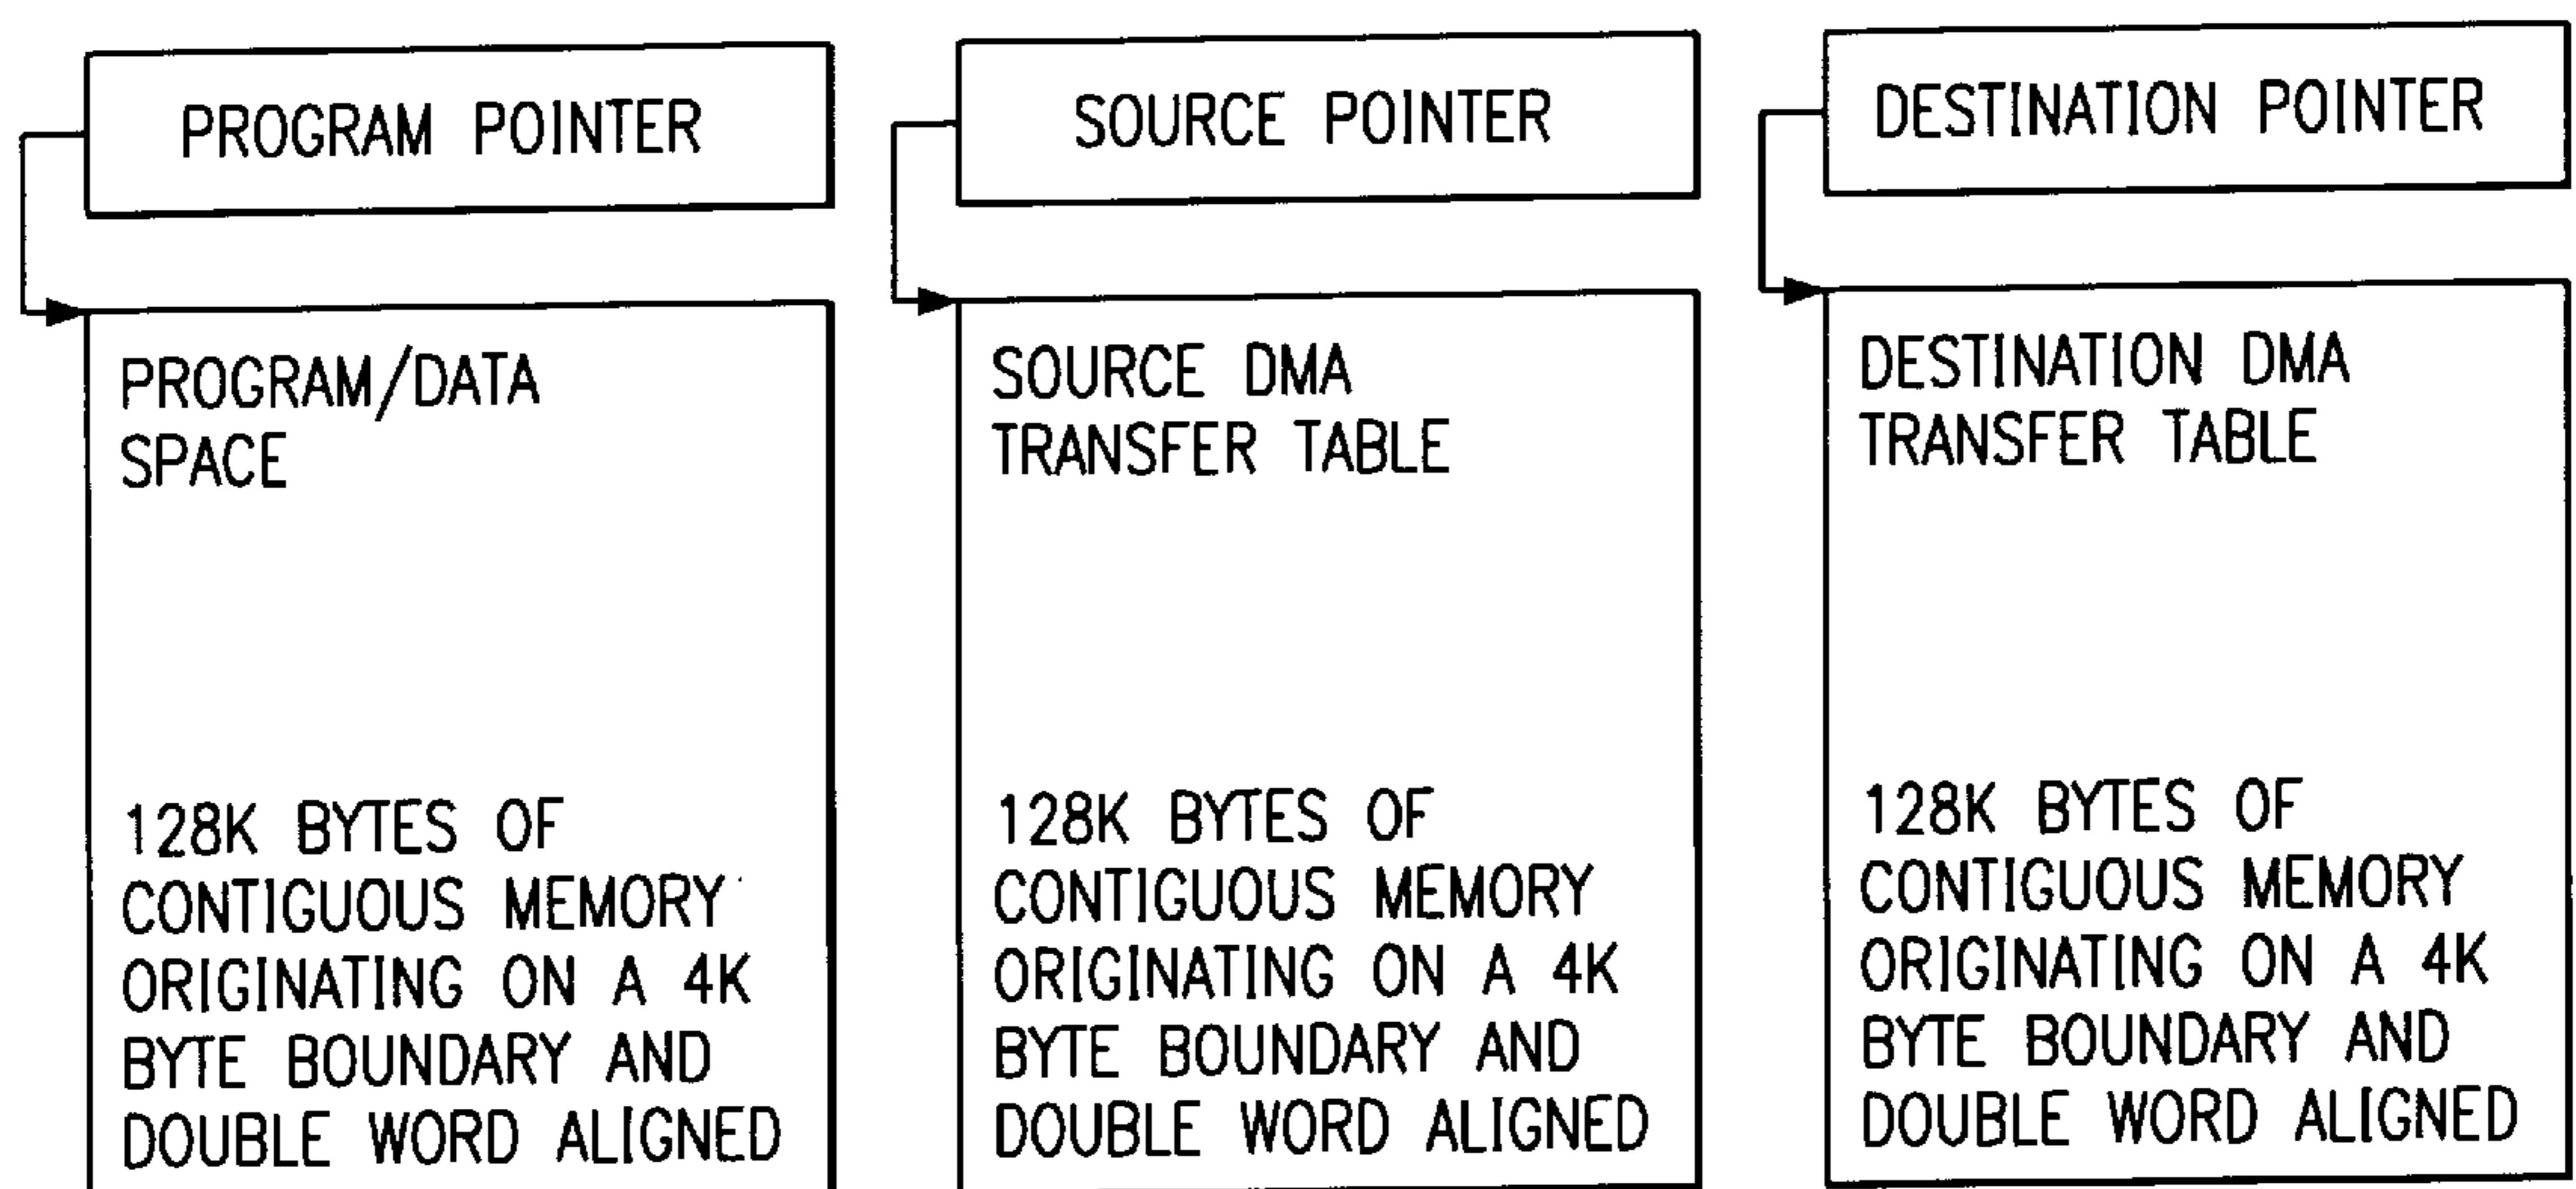 PROGRAM POINTER
SOURCE POINTER
DESTINATION POINTER
PROGRAM/DATA
SPACE
128K BYTES OF
CONTIGUOUS MEMORY
ORIGINATING ON A 4K
BYTE BOUNDARY AND
DOUBLE WORD ALIGNED
SOURCE DMA
TRANSFER TABLE
128K BYTES OF
CONTIGUOUS MEMORY
ORIGINATING ON A 4K
BYTE BOUNDARY AND
DOUBLE WORD ALIGNED
DESTINATION DMA
TRANSFER TABLE
128K BYTES OF
CONTIGUOUS MEMORY
ORIGINATING ON A 4K
BYTE BOUNDARY AND
DOUBLE WORD ALIGNED